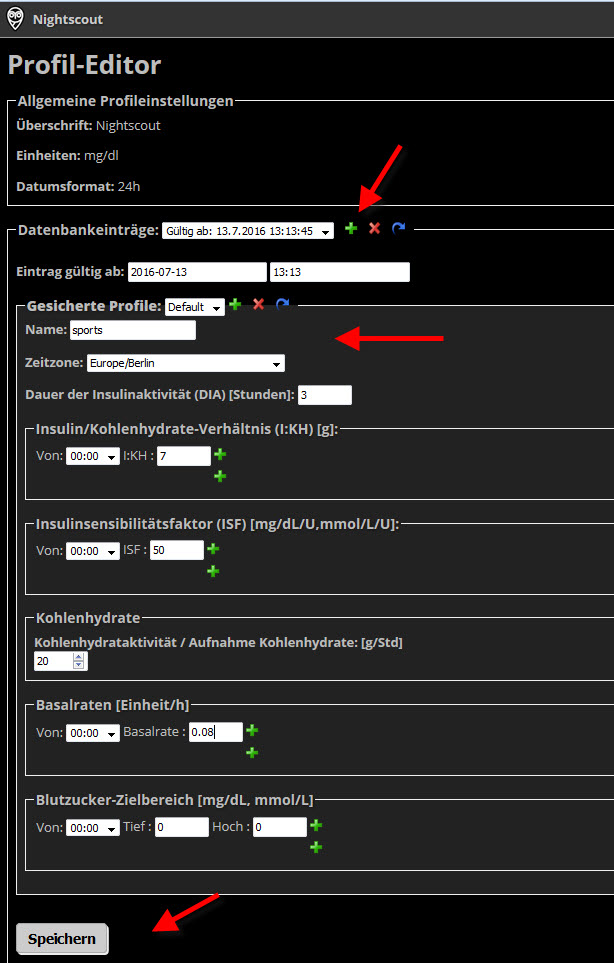 Nightscout
Profil-Editor
Allgemeine Profileinstellungen
Überschrift: Nightscout
Einheiten: mg/dl
Datumsformat: 24h
Datenbankeinträge: Gültig ab: 13.7.2016 13:13:45
Eintrag gültig ab: 2016-07-13 13:13
Gesicherte Profile: Default
Name: sports
Zeitzone: Europe/Berlin
Dauer der Insulinaktivität (DIA) [Stunden]: 3
Insulin/Kohlenhydrate-Verhältnis (I:KH) [g]:
Von: 00:00 I:KH : 7
Insulinsensibilitätsfaktor (ISF) [mg/dL/U,mmol/L/U]:
Von: 00:00 ISF : 50
Kohlenhydrate
Kohlenhydrataktivität / Aufnahme Kohlenhydrate: [g/Std]
20
Basalraten [Einheit/h]
Von: 00:00 Basalrate : 0.08
Blutzucker-Zielbereich [mg/dL, mmol/L]
Von: 00:00 Tief : 0 Hoch : 0
Speichern